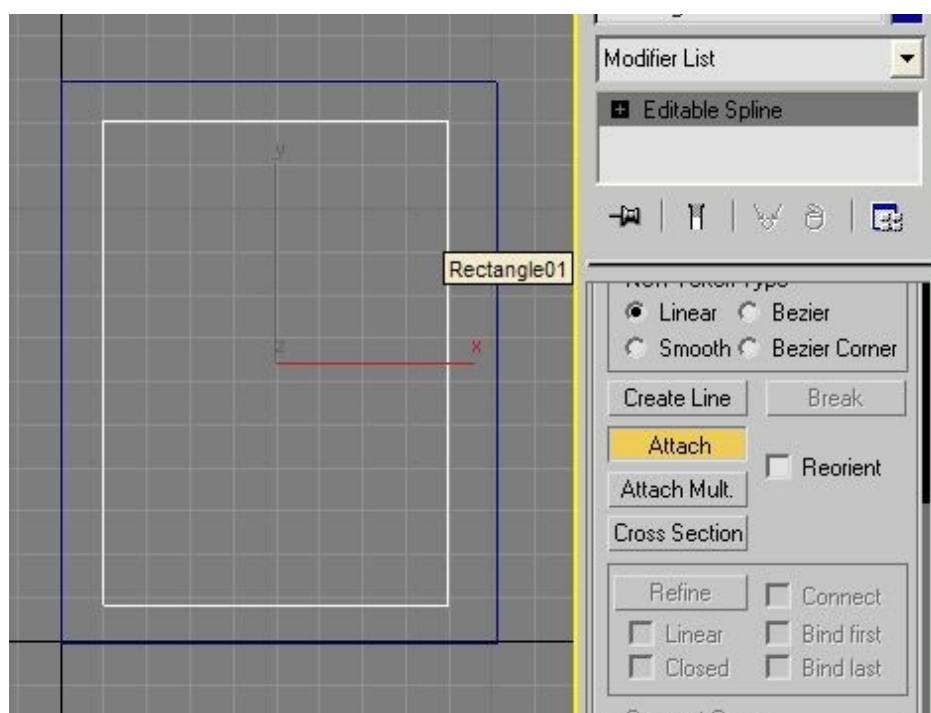 Modifier List
Editable Spline
y
Rectangle01
z
x
Linear Bezier
Smooth Bezier Corner
Create Line Break
Attach
Reorient
Attach Mult.
Cross Section
Refine Connect
Linear Bind first
Closed Bind last